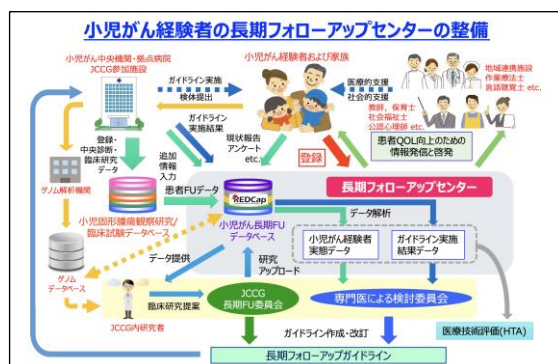 小児がん経験者の長期フォローアップセンターの整備
小児がん中央機関・拠点病院
JCCG参加施設
小児がん経験者および家族
地域連携施設
作業療法士
言語聴覚士 etc.
ガイドライン実施
検体提出
医療的支援
社会的支援
教師、保育士
社会福祉士
公認心理師 etc.
登録・
中央診断・
臨床研究
データ
ガイドライン
実施結果
追加
情報
入力
現状報告
アンケート
etc.
登録
患者QOL向上のための
情報発信と啓発
ゲノム解析機関
患者FUデータ
長期フォローアップセンター
REDCap
小児がん長期FU
データベース
データ解析
小児固形腫瘍観察研究/
臨床試験データベース
小児がん経験者
実態データ
ガイドライン実施
結果データ
ゲノム
データベース
データ提供
研究
アップロード
JCCG内研究者
臨床研究提案
JCCG
長期FU委員会
専門医による検討委員会
ガイドライン作成・改訂
医療技術評価(HTA)
長期フォローアップガイドライン